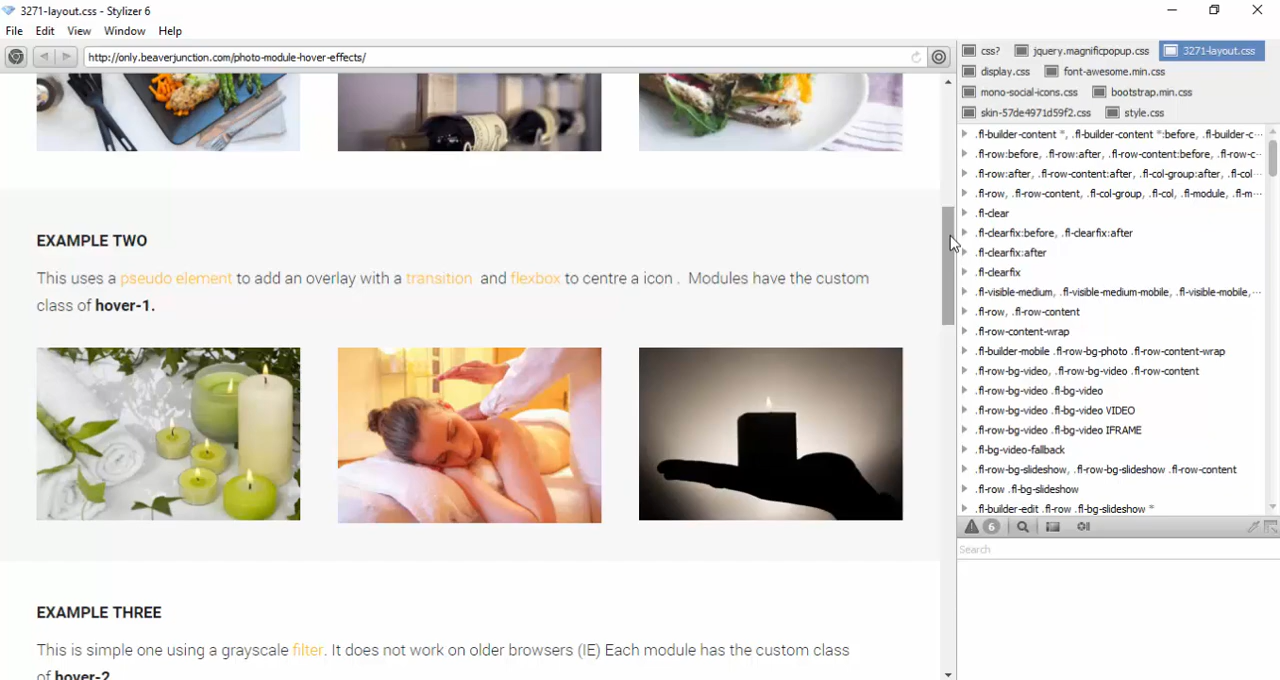 3271-layout.css - Stylizer 6
File Edit View Window Help
http://only.beaverjunction.com/photo-module-hover-effects/
css? jquery.magnificpopup.css 3271-layout.css
display.css font-awesome.min.css
mono-social-icons.css bootstrap.min.css
skin-57de4971d59f2.css style.css
EXAMPLE TWO
This uses a pseudo element to add an overlay with a transition and flexbox to centre a icon . Modules have the custom
class of hover-1.
EXAMPLE THREE
This is simple one using a grayscale filter. It does not work on older browsers (IE) Each module has the custom class
of hover-2
.fl-builder-content *, .fl-builder-content *:before, .fl-builder-c...
.fl-row:before, .fl-row:after, .fl-row-content:before, .fl-row-c...
.fl-row:after, .fl-row-content:after, .fl-col-group:after, .fl-col...
.fl-row, .fl-row-content, .fl-col-group, .fl-col, .fl-module, .fl-m...
.fl-clear
.fl-clearfix:before, .fl-clearfix:after
.fl-clearfix:after
.fl-clearfix
.fl-visible-medium, .fl-visible-medium-mobile, .fl-visible-mobile,...
.fl-row, .fl-row-content
.fl-row-content-wrap
.fl-builder-mobile .fl-row-bg-photo .fl-row-content-wrap
.fl-row-bg-video, .fl-row-bg-video .fl-row-content
.fl-row-bg-video .fl-bg-video
.fl-row-bg-video .fl-bg-video VIDEO
.fl-row-bg-video .fl-bg-video IFRAME
.fl-bg-video-fallback
.fl-row-bg-slideshow, .fl-row-bg-slideshow .fl-row-content
.fl-row .fl-bg-slideshow
.fl-builder-edit .fl-row .fl-bg-slideshow *
6
Search